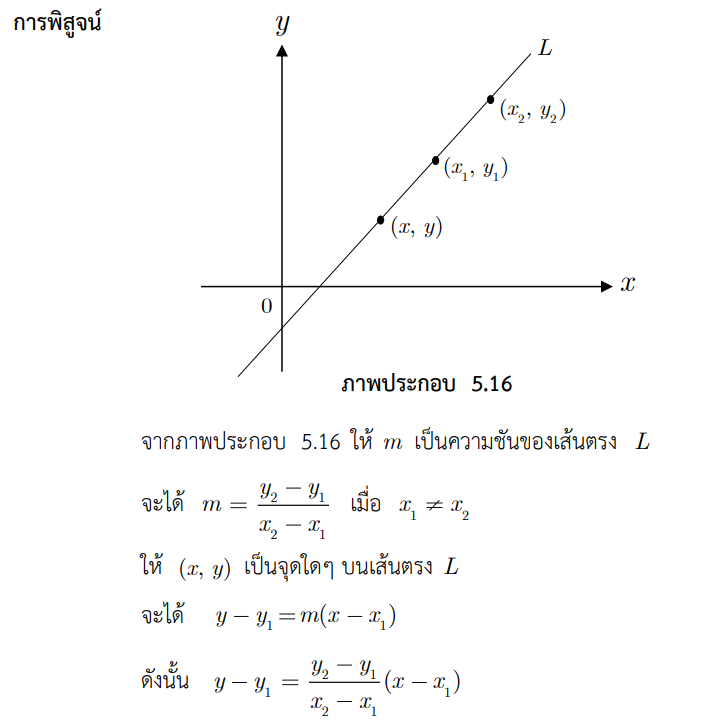 การพิสูจน์
y
L
(x₂, y₂)
(x₁, y₁)
(x, y)
x
0
ภาพประกอบ 5.16
จากภาพประกอบ 5.16 ให้ m เป็นความชันของเส้นตรง L
จะได้ m = (y₂ − y₁)/(x₂ − x₁) เมื่อ x₁ ≠ x₂
ให้ (x, y) เป็นจุดใดๆ บนเส้นตรง L
จะได้ y − y₁ = m(x − x₁)
ดังนั้น y − y₁ = (y₂ − y₁)/(x₂ − x₁)(x − x₁)